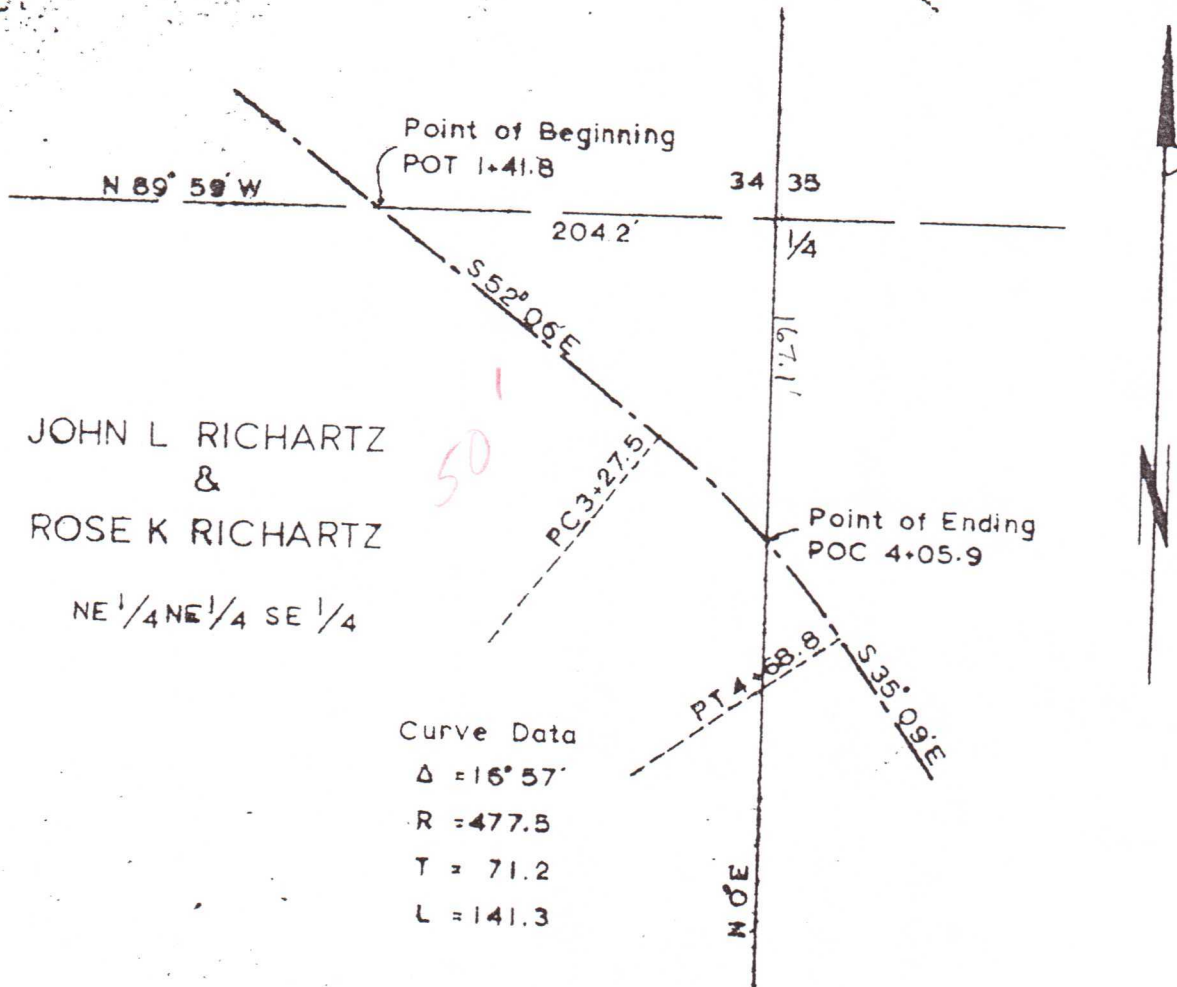 Point of Beginning
POT 1+41.8
N 89° 59' W
34 35
204.2'
1/4
S 52° 06' E
167.1'
JOHN L RICHARTZ
&
ROSE K RICHARTZ
NE 1/4 NE 1/4 SE 1/4
50'
PC 3+27.5
Point of Ending
POC 4+05.9
PT 4+68.8
S 35° 09' E
Curve Data
Δ = 16° 57'
R = 477.5
T = 71.2
L = 141.3
N 0° E
N